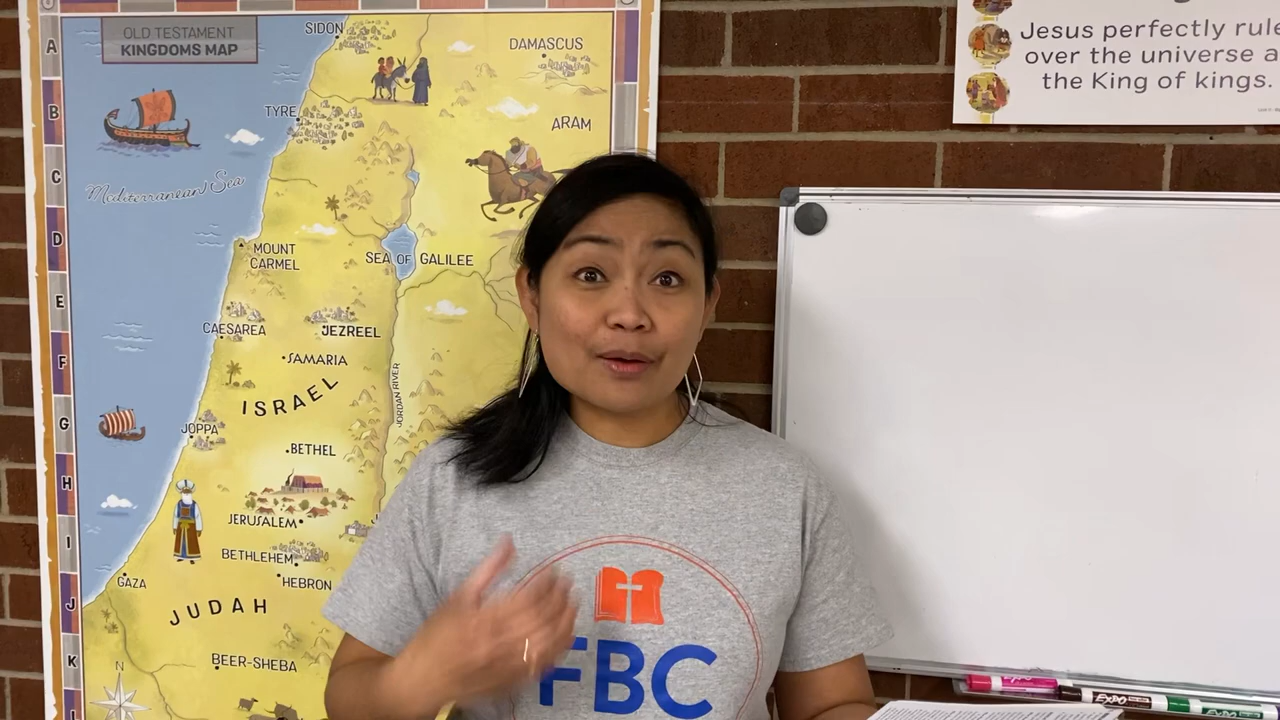 OLD TESTAMENT
KINGDOMS MAP
SIDON
DAMASCUS
TYRE
ARAM
Mediterranean Sea
MOUNT
CARMEL
SEA OF GALILEE
CAESAREA
JEZREEL
SAMARIA
ISRAEL
JORDAN RIVER
JOPPA
BETHEL
JERUSALEM
BETHLEHEM
HEBRON
GAZA
JUDAH
BEER-SHEBA
N
A
B
C
D
E
F
G
H
I
J
K
Jesus perfectly rule
over the universe a
the King of kings.
FBC
EXPO
EXPO